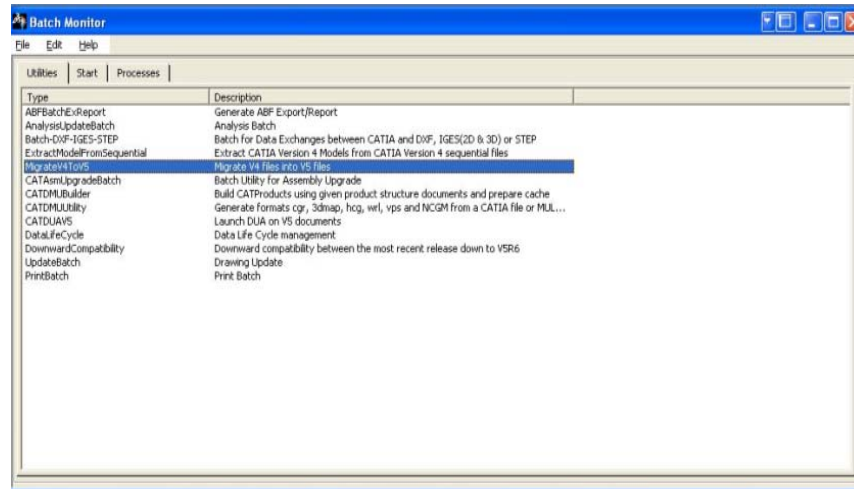 Batch Monitor
File Edit Help
Utilities Start Processes
Type Description
ABFBatchExReport Generate ABF Export/Report
AnalysisUpdateBatch Analysis Batch
Batch-DXF-IGES-STEP Batch for Data Exchanges between CATIA and DXF, IGES(2D & 3D) or STEP
ExtractModelFromSequential Extract CATIA Version 4 Models from CATIA Version 4 sequential files
MigrateV4ToV5 Migrate V4 files into V5 files
CATAsmUpgradeBatch Batch Utility for Assembly Upgrade
CATDMUBuilder Build CATProducts using given product structure documents and prepare cache
CATDMUUtility Generate formats cgr, 3dmap, hcg, wrl, vps and NCGM from a CATIA file or MUL...
CATDUAV5 Launch DUA on V5 documents
DataLifeCycle Data Life Cycle management
DownwardCompatibility Downward compatibility between the most recent release down to V5R6
UpdateBatch Drawing Update
PrintBatch Print Batch